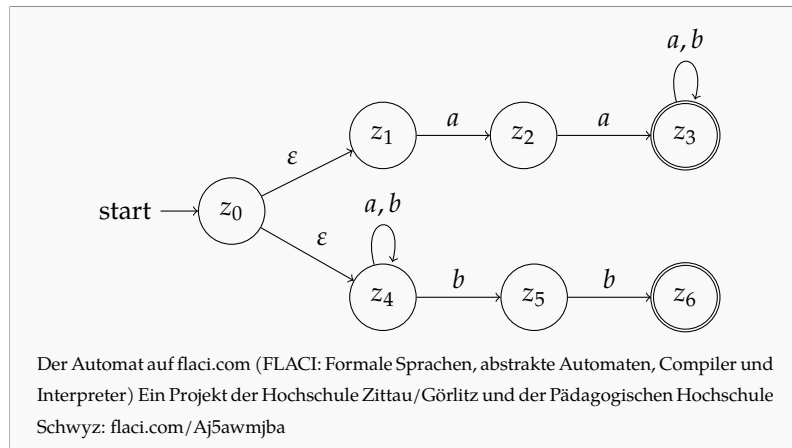 a, b
z1 a z2 a z3
ε
start z0
a, b
ε
z4 b z5 b z6
Der Automat auf flaci.com (FLACI: Formale Sprachen, abstrakte Automaten, Compiler und
Interpreter) Ein Projekt der Hochschule Zittau/Görlitz und der Pädagogischen Hochschule
Schwyz: flaci.com/Aj5awmjba